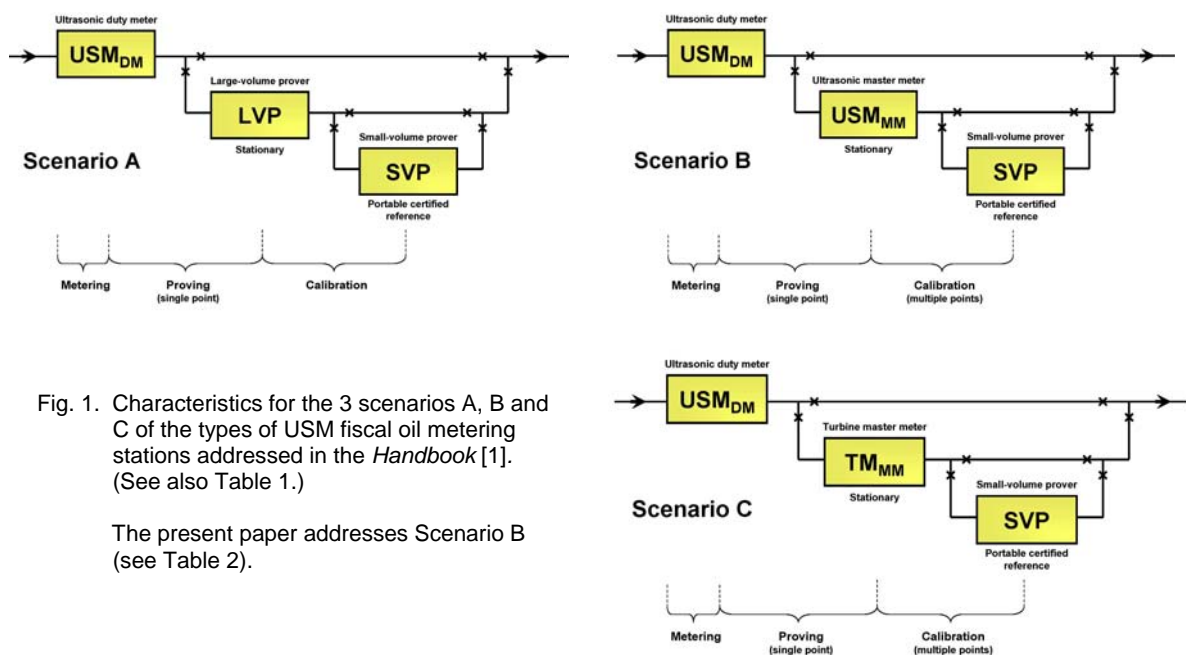 Ultrasonic duty meter
USM_DM
Large-volume prover
LVP
Stationary
Small-volume prover
SVP
Portable certified
reference
Scenario A
Metering
Proving
(single point)
Calibration
Ultrasonic duty meter
USM_DM
Ultrasonic master meter
USM_MM
Stationary
Small-volume prover
SVP
Portable certified
reference
Scenario B
Metering
Proving
(single point)
Calibration
(multiple points)
Fig. 1. Characteristics for the 3 scenarios A, B and
C of the types of USM fiscal oil metering
stations addressed in the Handbook [1].
(See also Table 1.)
The present paper addresses Scenario B
(see Table 2).
Ultrasonic duty meter
USM_DM
Turbine master meter
TM_MM
Stationary
Small-volume prover
SVP
Portable certified
reference
Scenario C
Metering
Proving
(single point)
Calibration
(multiple points)